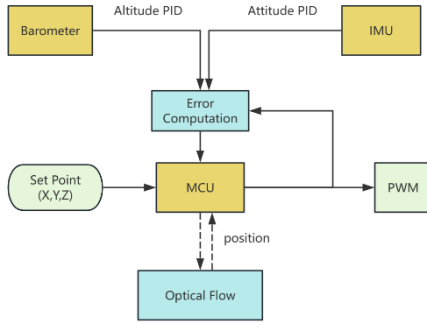 Altitude PID
Attitude PID
Barometer
IMU
Error
Computation
Set Point
(X,Y,Z)
MCU
PWM
position
Optical Flow